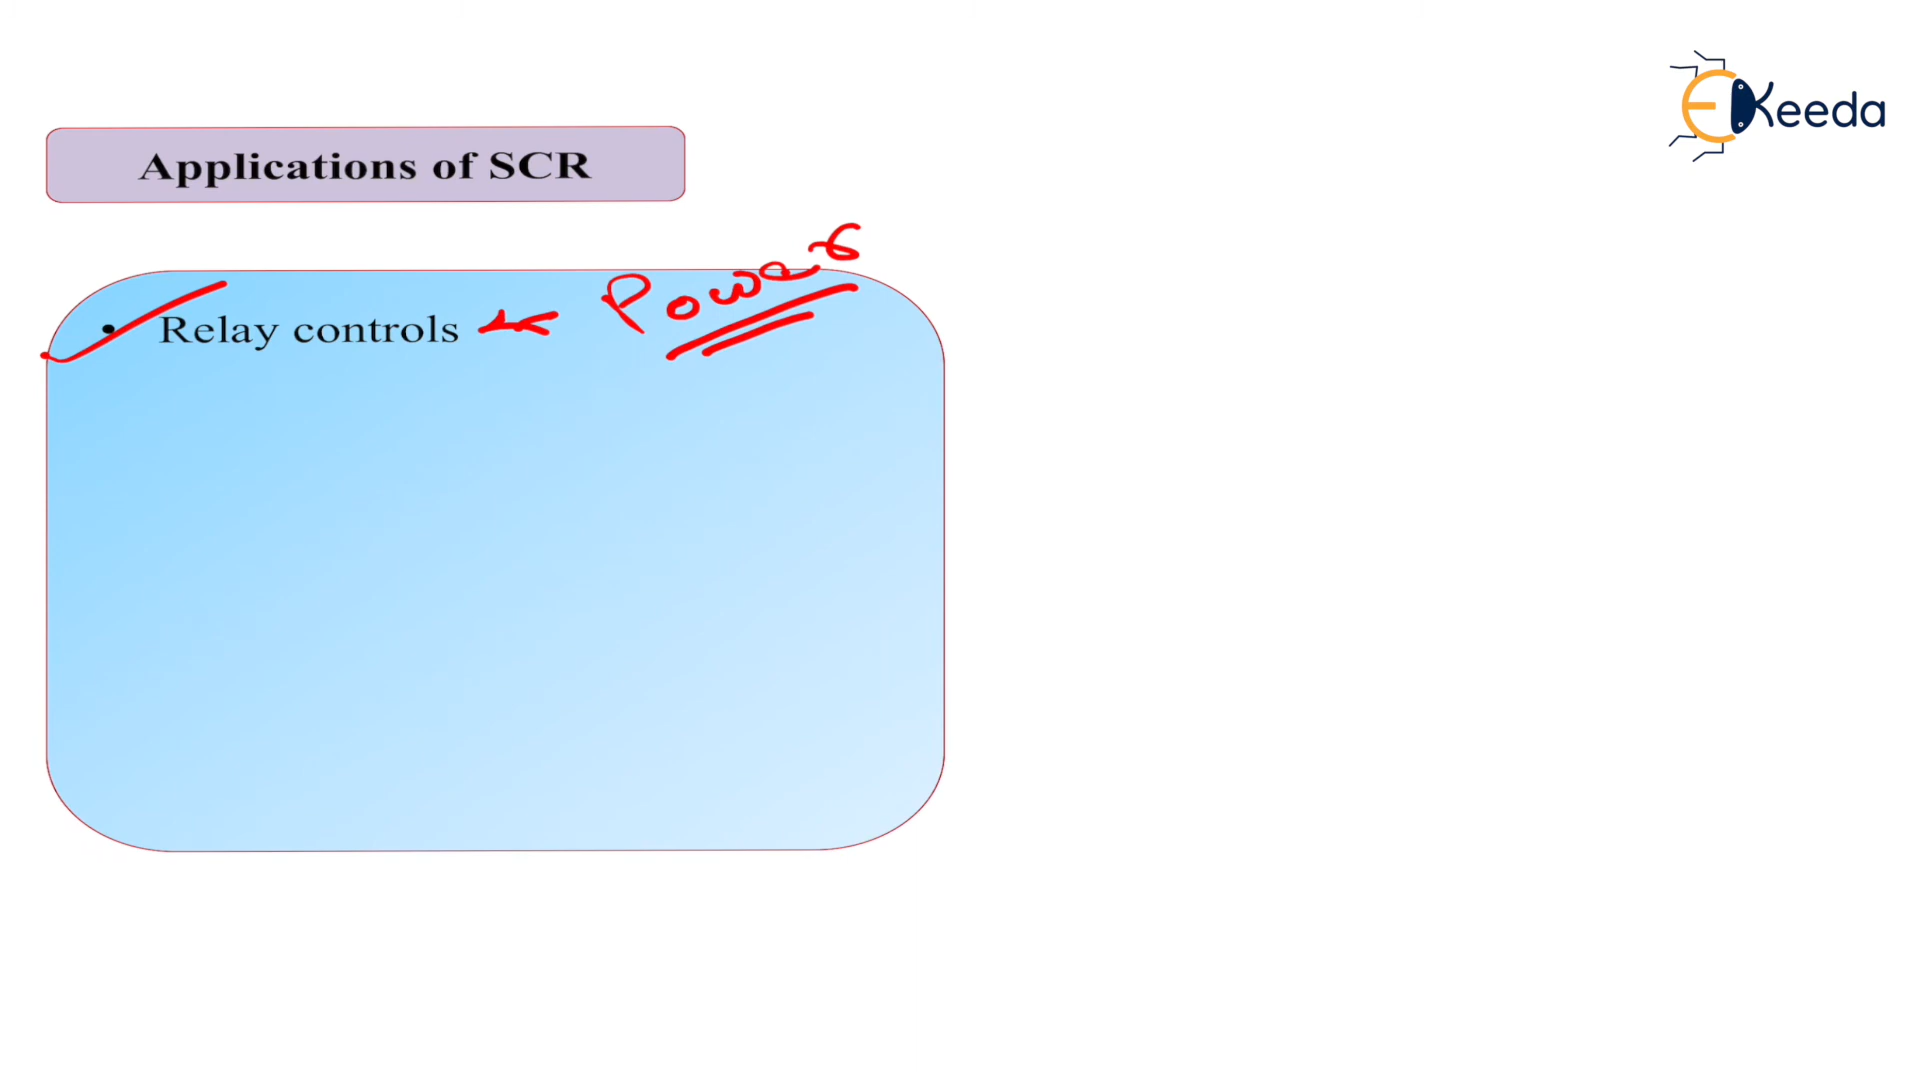 EKeeda
Applications of SCR
Power
• Relay controls